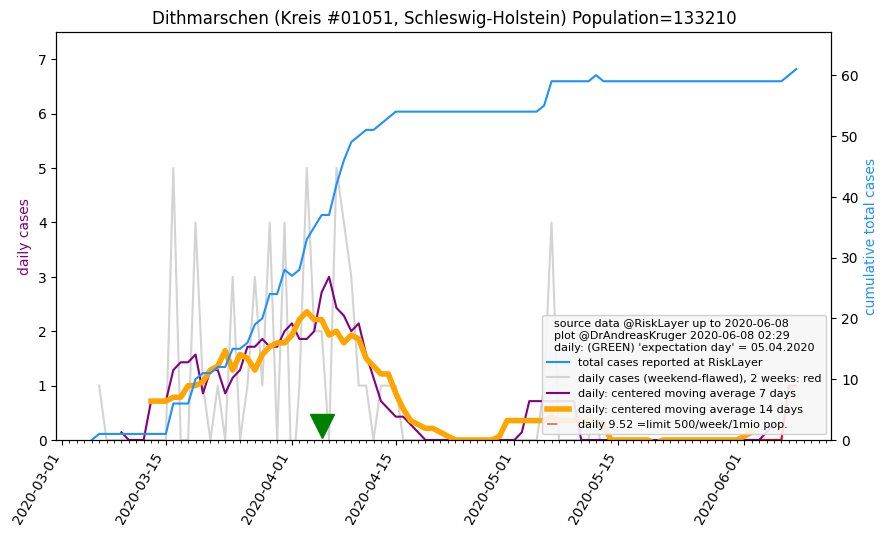 Dithmarschen (Kreis #01051, Schleswig-Holstein) Population=133210
7
6
5
4
3
2
1
0
daily cases
60
50
40
30
20
10
0
cumulative total cases
source data @RiskLayer up to 2020-06-08
plot @DrAndreasKruger 2020-06-08 02:29
daily: (GREEN) 'expectation day' = 05.04.2020
total cases reported at RiskLayer
daily cases (weekend-flawed), 2 weeks: red
daily: centered moving average 7 days
daily: centered moving average 14 days
daily 9.52 =limit 500/week/1mio pop.
2020-03-01
2020-03-15
2020-04-01
2020-04-15
2020-05-01
2020-05-15
2020-06-01